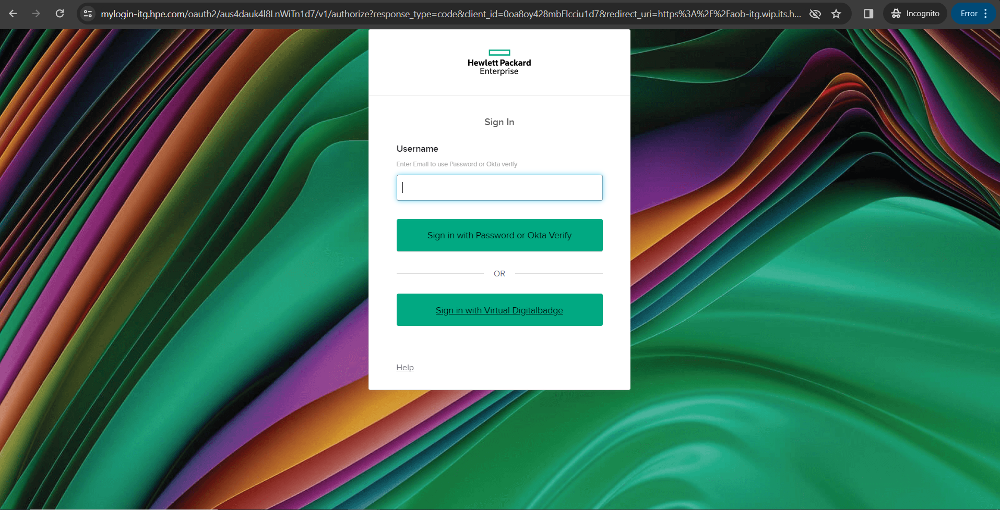 mylogin-itg.hpe.com/oauth2/aus4dauk4l8LnWiTn1d7/v1/authorize?response_type=code&client_id=0oa8oy428mbFlcciu1d7&redirect_uri=https%3A%2F%2Faob-itg.wip.its.h...
Incognito
Error
Hewlett Packard
Enterprise
Sign In
Username
Enter Email to use Password or Okta verify
Sign in with Password or Okta Verify
OR
Sign in with Virtual Digitalbadge
Help